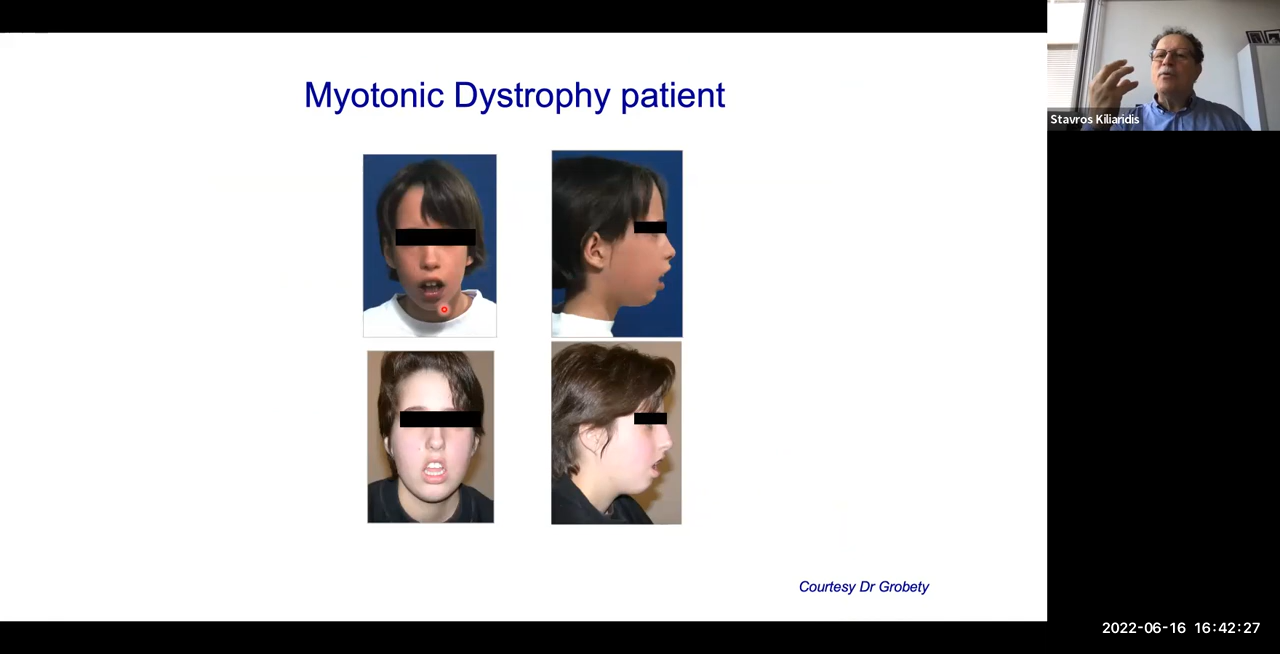 Myotonic Dystrophy patient
Stavros Kiliaridis
Courtesy Dr Grobety
2022-06-16 16:42:27